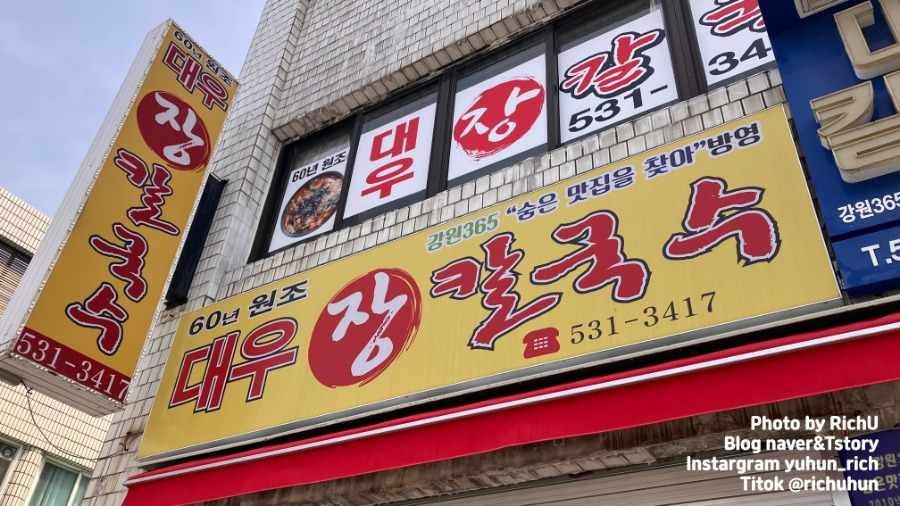 60년 원조
대우
장
칼국수
531-3417
60년 원조
대우
장
칼
531-
34
강원365 "숨은 맛집을 찾아"방영
60년 원조
대우 장 칼국수
531-3417
강원365
T.5
Photo by RichU
Blog naver&Tstory
Instargram yuhun_rich
Titok @richuhun